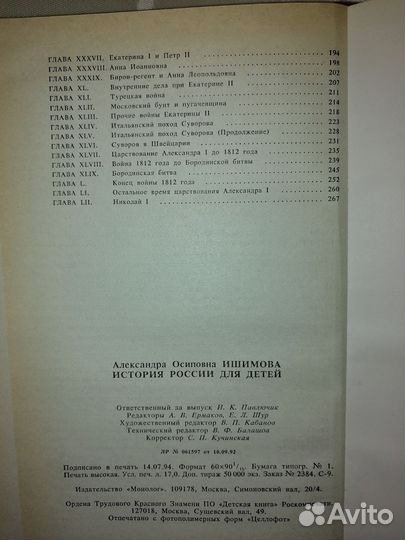 ГЛАВА XXXVII. Екатерина I и Петр II 194
ГЛАВА XXXVIII. Анна Иоанновна 198
ГЛАВА XXXIX. Бирон-регент и Анна Леопольдовна 202
ГЛАВА XL. Внутренние дела при Екатерине II 207
ГЛАВА XLI. Турецкая война 211
ГЛАВА XLII. Московский бунт и пугачевщина 214
ГЛАВА XLIII. Прочие войны Екатерины II 218
ГЛАВА XLIV. Итальянский поход Суворова 223
ГЛАВА XLV. Итальянский поход Суворова (Продолжение) 228
ГЛАВА XLVI. Суворов в Швейцарии 231
ГЛАВА XLVII. Царствование Александра I до 1812 года 235
ГЛАВА XLVIII. Война 1812 года до Бородинской битвы 239
ГЛАВА XLIX. Бородинская битва 245
ГЛАВА L. Конец войны 1812 года 252
ГЛАВА LI. Остальное время царствования Александра I 260
ГЛАВА LII. Николай I 267
Александра Осиповна ИШИМОВА
ИСТОРИЯ РОССИИ ДЛЯ ДЕТЕЙ
Ответственный за выпуск И. К. Павлючик
Редакторы А. В. Ермаков, Е. Л. Шур
Художественный редактор В. П. Кабанов
Технический редактор В. Ф. Балашов
Корректор С. П. Кучинская
ЛР № 061597 от 10.09.92
Подписано в печать 14.07.94. Формат 60×90¹/₁₆. Бумага типогр. № 1.
Печать высокая. Усл. печ. л. 17,0. Доп. тираж 50 000 экз. Заказ № 2384. С-9.
Издательство «Монолог». 109178, Москва, Симоновский вал, 20/4.
Ордена Трудового Красного Знамени ПО «Детская книга»
127018, Москва, Сущевский вал, 49.
Отпечатано с фотополимерных форм «Целлофот»
Avito